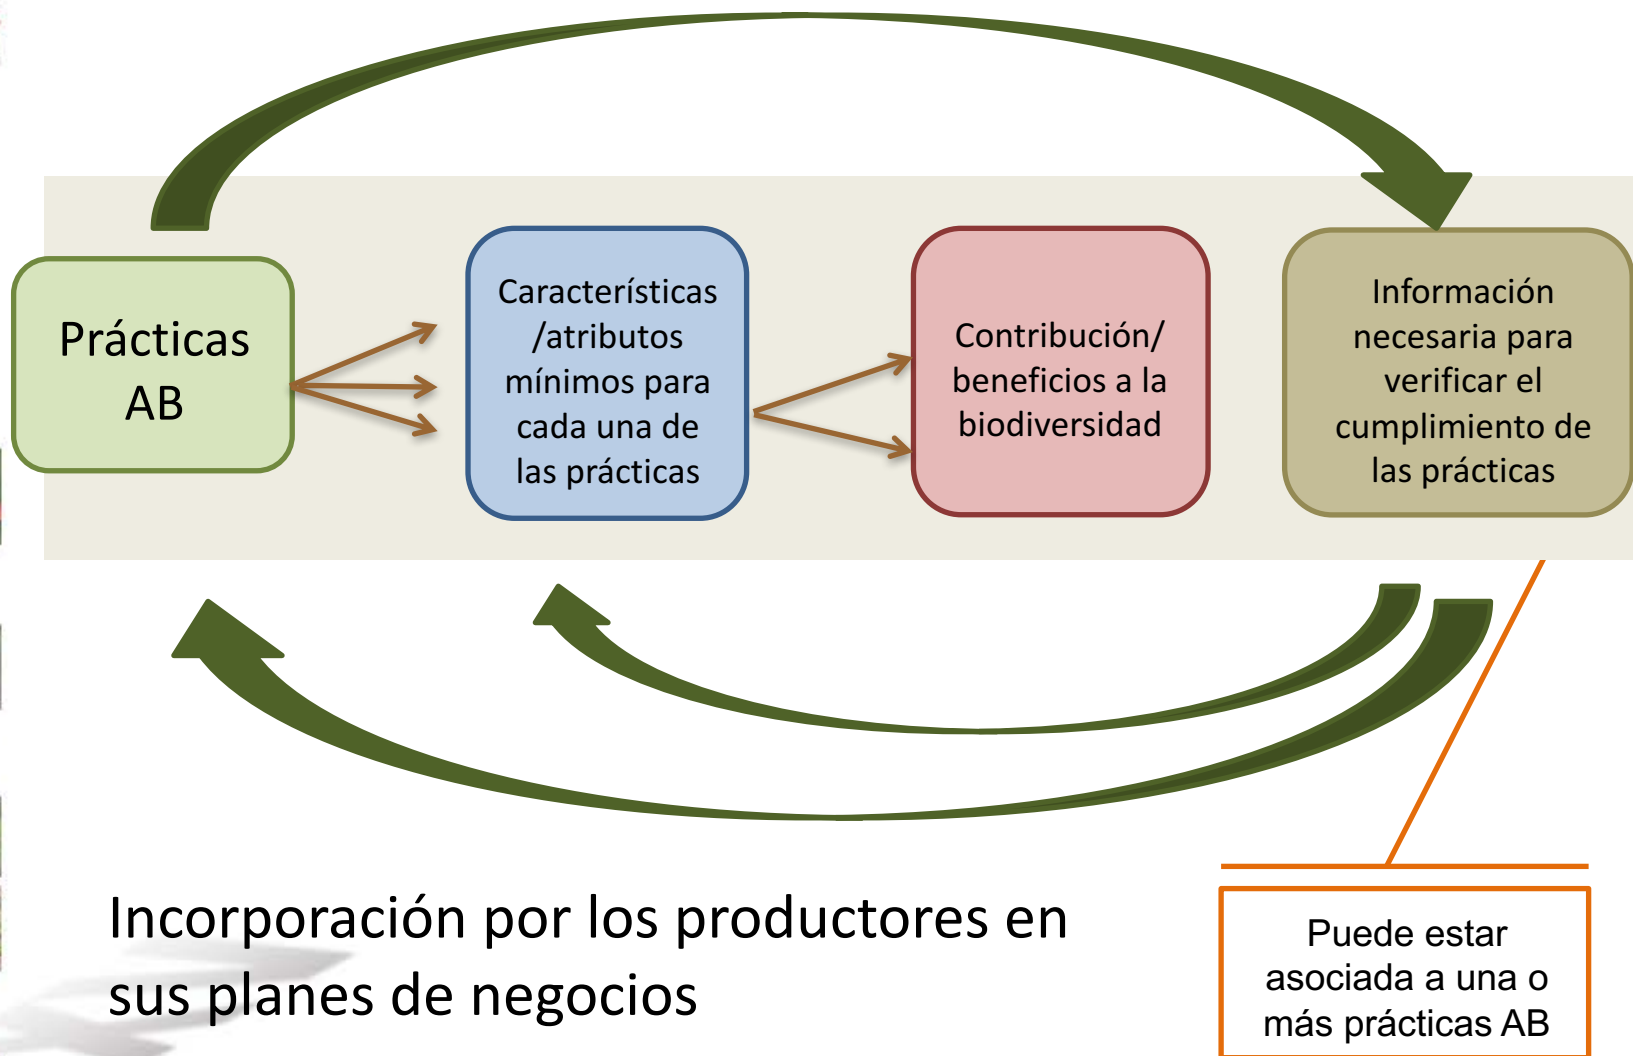 Prácticas
AB
Características
/atributos
mínimos para
cada una de
las prácticas
Contribución/
beneficios a la
biodiversidad
Información
necesaria para
verificar el
cumplimiento de
las prácticas
Incorporación por los productores en
sus planes de negocios
Puede estar
asociada a una o
más prácticas AB